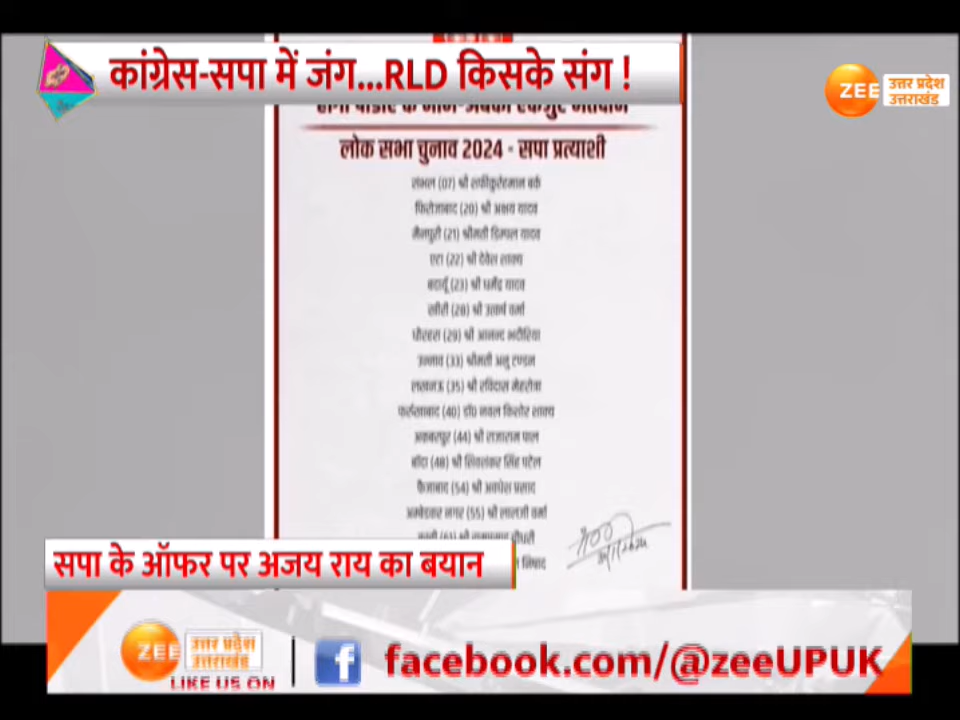 कांग्रेस-सपा में जंग...RLD किसके संग !
ZEE उत्तर प्रदेश
उत्तराखंड
लोक सभा चुनाव 2024 - सपा प्रत्याशी
संभल (07) श्री शफीकुर्रहमान बर्क
फिरोजाबाद (20) श्री अक्षय यादव
मैनपुरी (21) श्रीमती डिम्पल यादव
एटा (22) श्री देवेश शाक्य
बदायूँ (23) श्री धर्मेंद्र यादव
खीरी (28) श्री उत्कर्ष वर्मा
धौरहरा (29) श्री आनन्द भदौरिया
उन्नाव (33) श्रीमती अनु टण्डन
लखनऊ (35) श्री रविदास मेहरोत्रा
फर्रुखाबाद (40) डॉ0 नवल किशोर शाक्य
अकबरपुर (44) श्री राजाराम पाल
बाँदा (48) श्री शिवशंकर सिंह पटेल
फैजाबाद (54) श्री अवधेश प्रसाद
अम्बेडकर नगर (55) श्री लालजी वर्मा
निषाद
सपा के ऑफर पर अजय राय का बयान
ZEE उत्तर प्रदेश
उत्तराखंड
LIKE US ON
facebook.com/@zeeUPUK